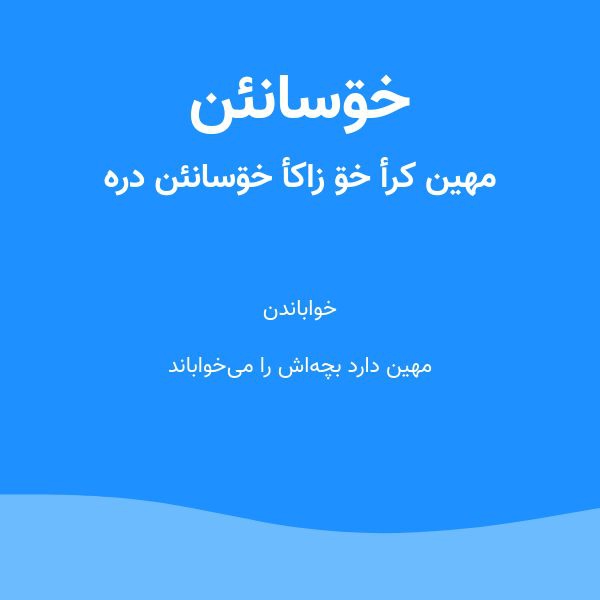 خۊسانئن
مهین کرأ خۊ زاکأ خۊسانئن دره
خواباندن
مهین دارد بچه‌اش را می‌خواباند